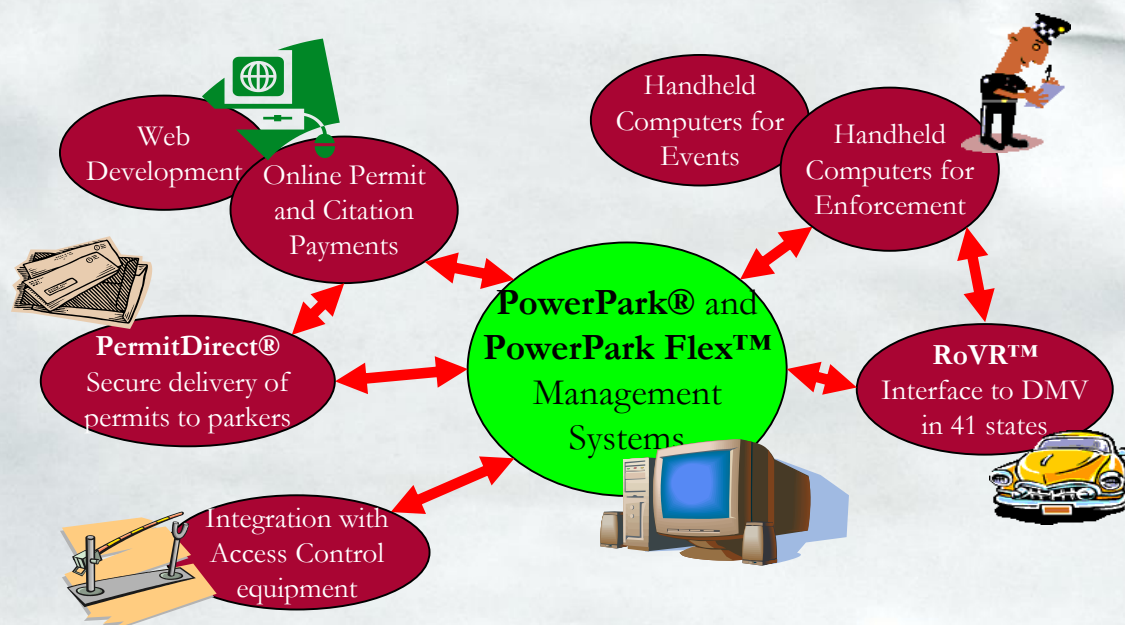 Web
Development
Online Permit
and Citation
Payments
Handheld
Computers for
Events
Handheld
Computers for
Enforcement
PowerPark® and
PowerPark Flex™
Management
Systems
PermitDirect®
Secure delivery of
permits to parkers
RoVR™
Interface to DMV
in 41 states
Integration with
Access Control
equipment